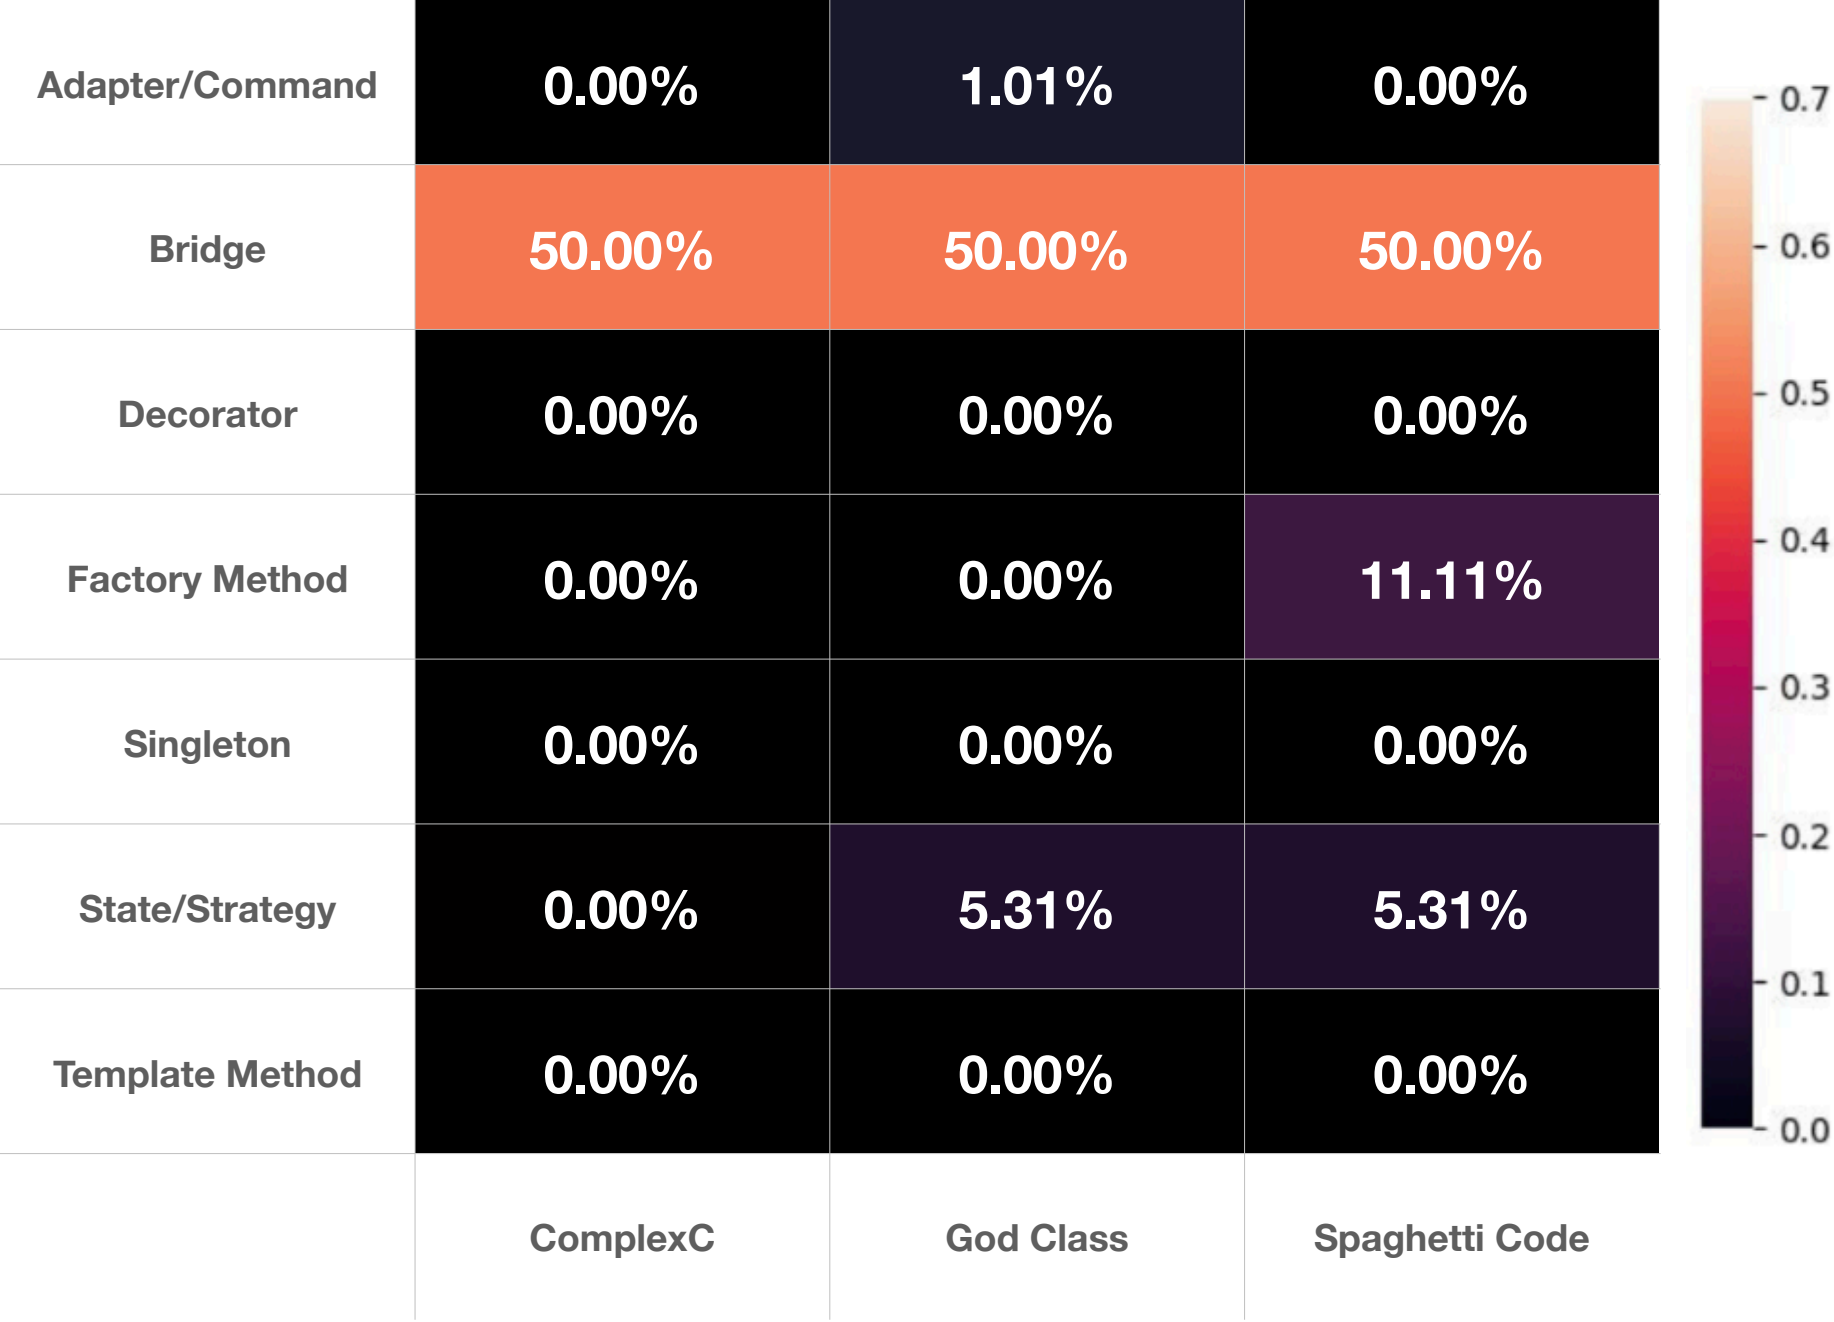 Adapter/Command 0.00% 1.01% 0.00%
Bridge 50.00% 50.00% 50.00%
Decorator 0.00% 0.00% 0.00%
Factory Method 0.00% 0.00% 11.11%
Singleton 0.00% 0.00% 0.00%
State/Strategy 0.00% 5.31% 5.31%
Template Method 0.00% 0.00% 0.00%
ComplexC God Class Spaghetti Code
0.7
0.6
0.5
0.4
0.3
0.2
0.1
0.0